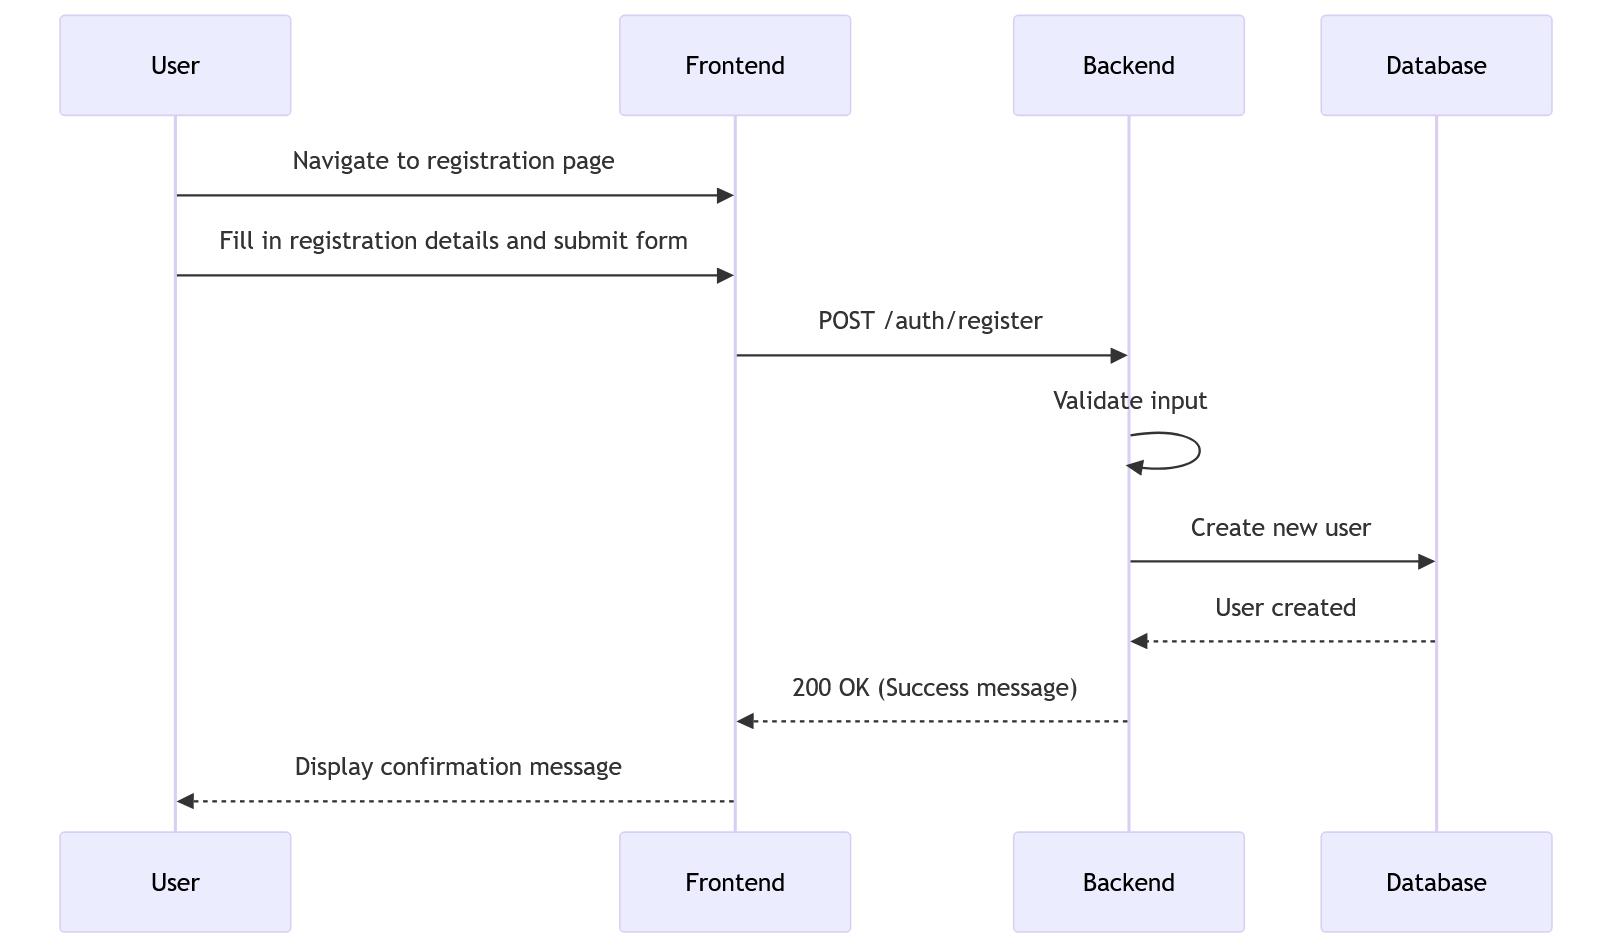 User
Frontend
Backend
Database
Navigate to registration page
Fill in registration details and submit form
POST /auth/register
Validate input
Create new user
User created
200 OK (Success message)
Display confirmation message
User
Frontend
Backend
Database